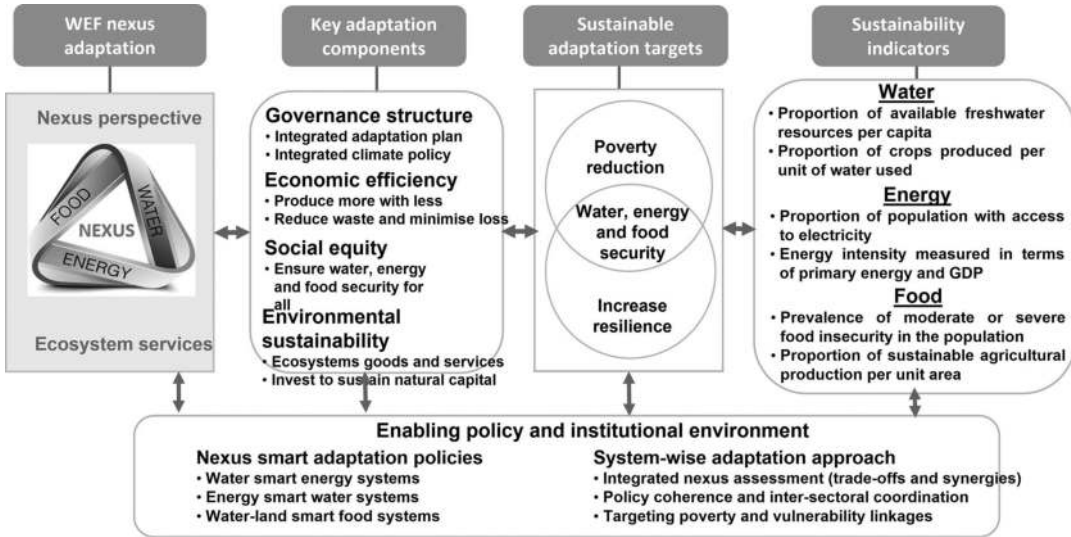 WEF nexus
adaptation
Key adaptation
components
Sustainable
adaptation targets
Sustainability
indicators
Nexus perspective
FOOD
WATER
NEXUS
ENERGY
Ecosystem services
Governance structure
• Integrated adaptation plan
• Integrated climate policy
Economic efficiency
• Produce more with less
• Reduce waste and minimise loss
Social equity
• Ensure water, energy
and food security for
all
Environmental
sustainability
• Ecosystems goods and services
• Invest to sustain natural capital
Poverty
reduction
Water, energy
and food
security
Increase
resilience
Water
• Proportion of available freshwater
resources per capita
• Proportion of crops produced per
unit of water used
Energy
• Proportion of population with access
to electricity
• Energy intensity measured in terms
of primary energy and GDP
Food
• Prevalence of moderate or severe
food insecurity in the population
• Proportion of sustainable agricultural
production per unit area
Enabling policy and institutional environment
Nexus smart adaptation policies
• Water smart energy systems
• Energy smart water systems
• Water-land smart food systems
System-wise adaptation approach
• Integrated nexus assessment (trade-offs and synergies)
• Policy coherence and inter-sectoral coordination
• Targeting poverty and vulnerability linkages